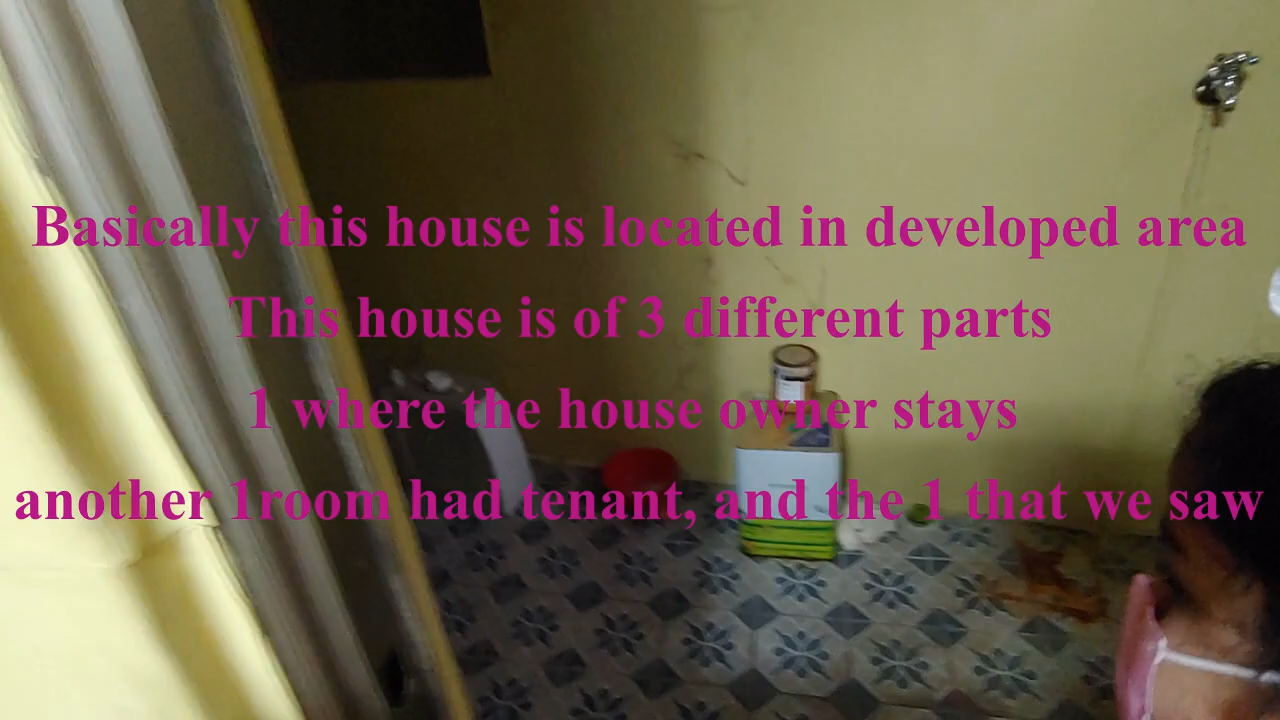 Basically this house is located in developed area
This house is of 3 different parts
1 where the house owner stays
another 1room had tenant, and the 1 that we saw